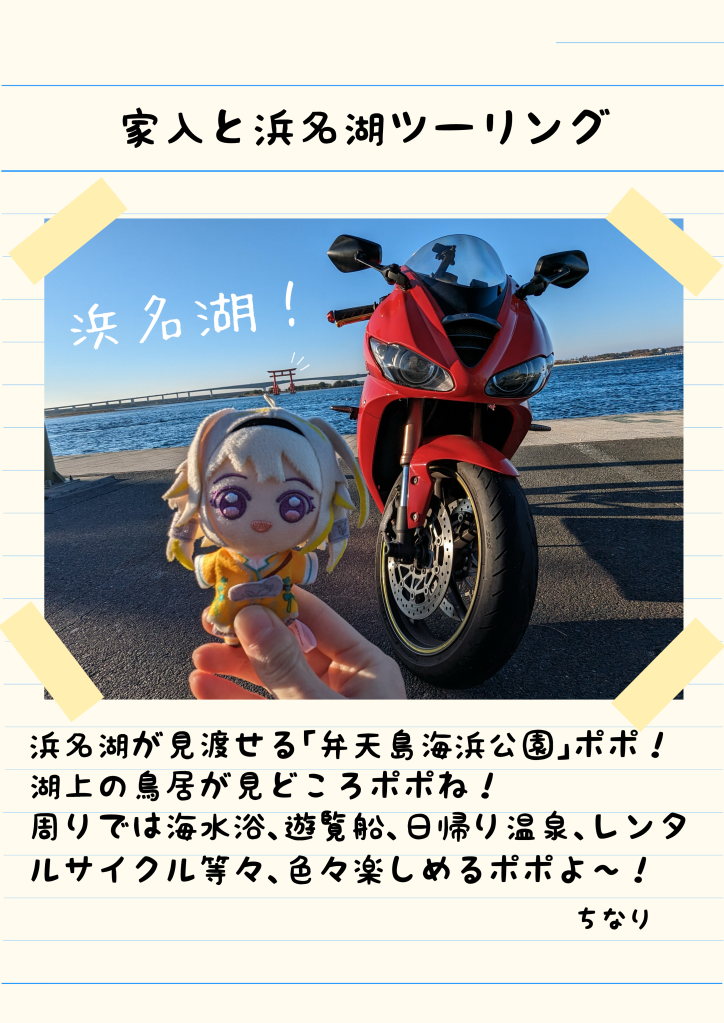 家人と浜名湖ツーリング
浜名湖！
浜名湖が見渡せる「弁天島海浜公園」ポポ！
湖上の鳥居が見どころポポね！
周りでは海水浴、遊覧船、日帰り温泉、レンタ
ルサイクル等々、色々楽しめるポポよ～！
ちなり